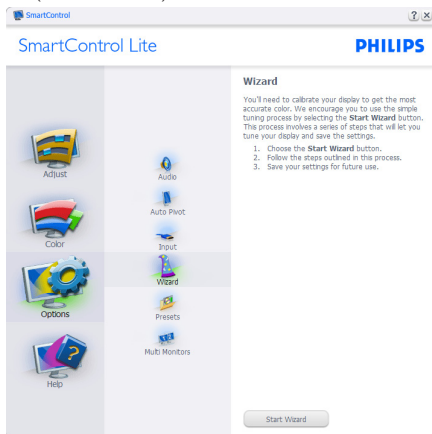 SmartControl
SmartControl Lite
PHILIPS
Adjust
Color
Options
Help
Audio
Auto Pivot
Input
Wizard
Presets
Multi Monitors
Wizard
You'll need to calibrate your display to get the most
accurate color. We encourage you to use the simple
tuning process by selecting the Start Wizard button.
This process involves a series of steps that will let you
tune your display and save the settings.
1. Choose the Start Wizard button.
2. Follow the steps outlined in this process.
3. Save your settings for future use.
Start Wizard